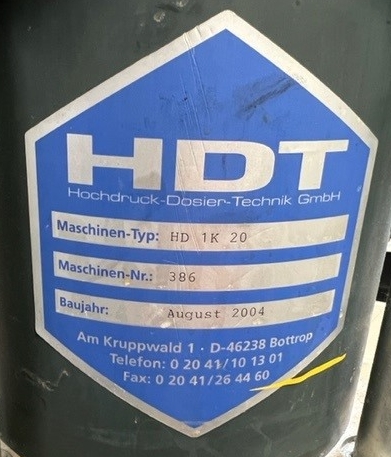 HDT
Hochdruck-Dosier-Technik GmbH
Maschinen-Typ: HD 1K 20
Maschinen-Nr.: 386
Baujahr: August 2004
Am Kruppwald 1 · D-46238 Bottrop
Telefon: 0 20 41/10 13 01
Fax: 0 20 41/26 44 60